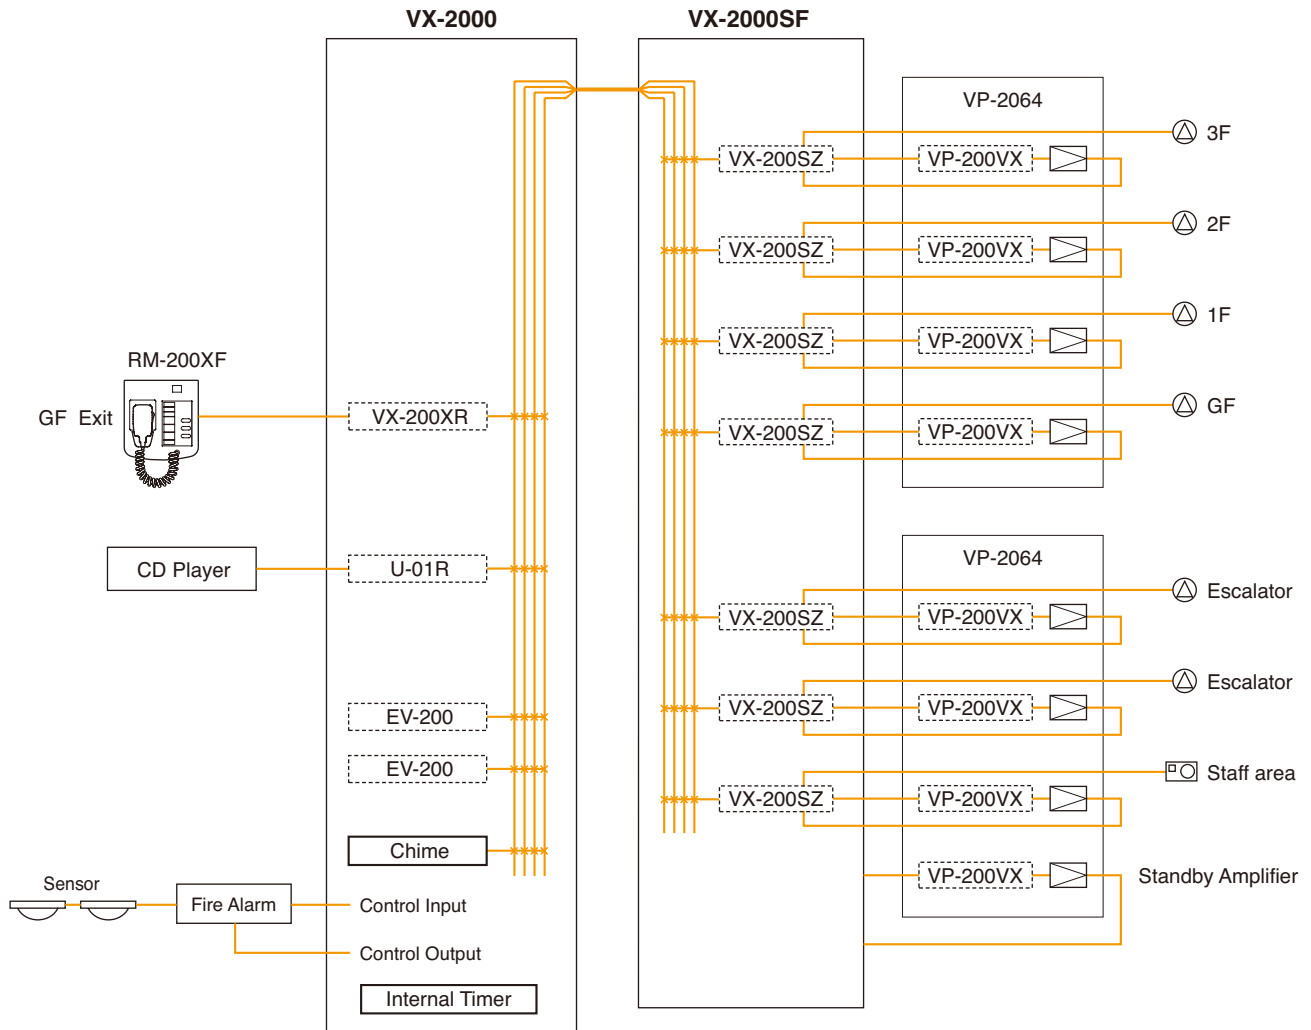 VX-2000
VX-2000SF
VP-2064
3F
VX-200SZ
VP-200VX
2F
VX-200SZ
VP-200VX
1F
VX-200SZ
VP-200VX
RM-200XF
GF Exit
VX-200XR
GF
VX-200SZ
VP-200VX
CD Player
U-01R
VP-2064
Escalator
VX-200SZ
VP-200VX
Escalator
EV-200
VX-200SZ
VP-200VX
EV-200
Staff area
VX-200SZ
VP-200VX
Chime
VP-200VX
Standby Amplifier
Sensor
Fire Alarm
Control Input
Control Output
Internal Timer